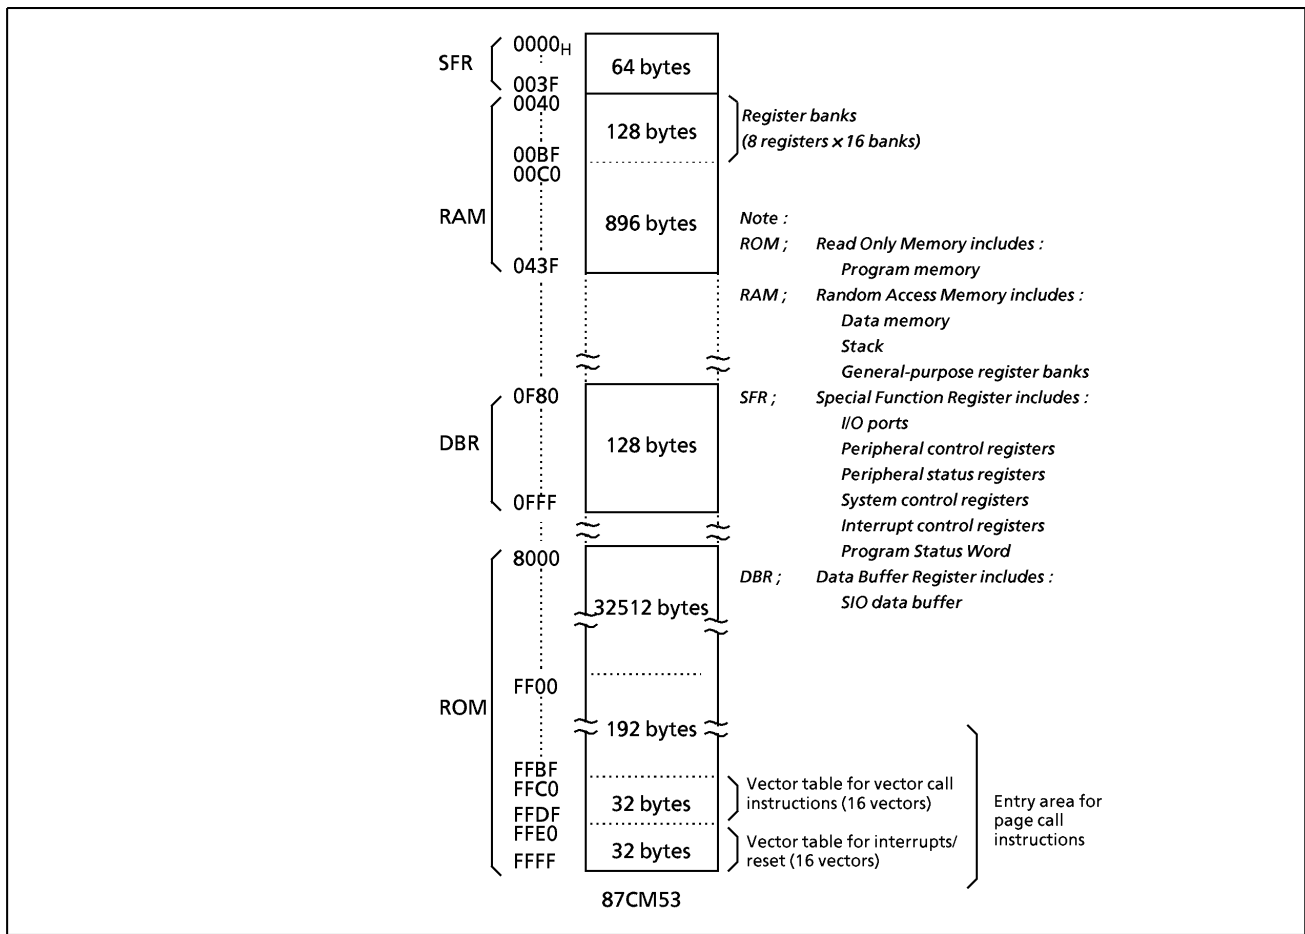 SFR
0000H
003F
64 bytes
RAM
0040
00BF
00C0
043F
128 bytes
896 bytes
Register banks
(8 registers × 16 banks)
Note :
ROM ; Read Only Memory includes :
Program memory
RAM ; Random Access Memory includes :
Data memory
Stack
General-purpose register banks
SFR ; Special Function Register includes :
I/O ports
Peripheral control registers
Peripheral status registers
System control registers
Interrupt control registers
Program Status Word
DBR ; Data Buffer Register includes :
SIO data buffer
DBR
0F80
0FFF
128 bytes
ROM
8000
32512 bytes
FF00
192 bytes
FFBF
FFC0
FFDF
FFE0
FFFF
32 bytes
32 bytes
Vector table for vector call
instructions (16 vectors)
Vector table for interrupts/
reset (16 vectors)
Entry area for
page call
instructions
87CM53